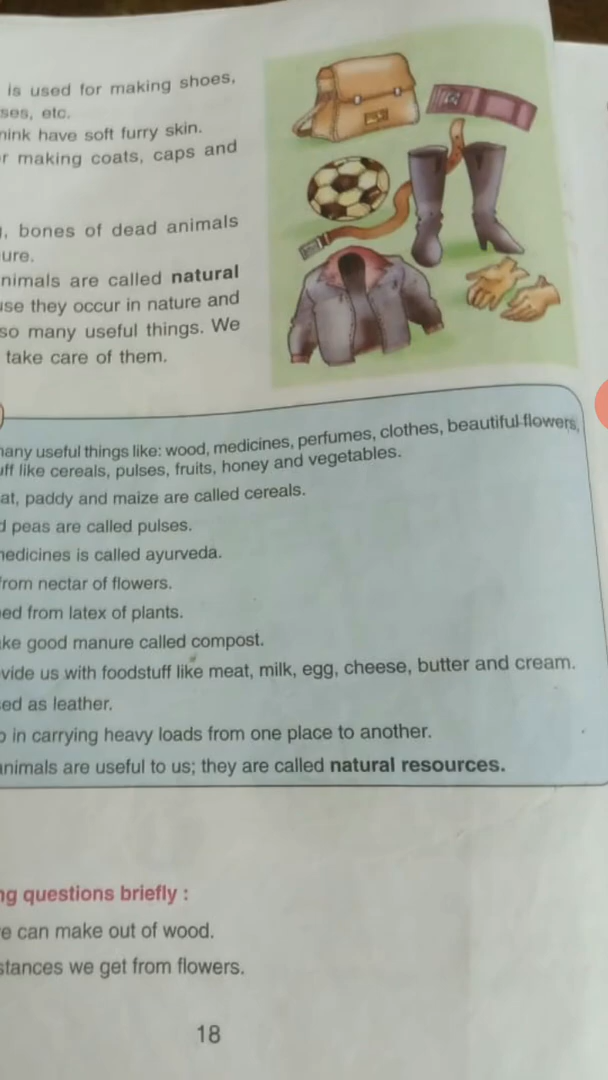 is used for making shoes,
ses, etc.
mink have soft furry skin.
r making coats, caps and
, bones of dead animals
ure.
nimals are called natural
use they occur in nature and
so many useful things. We
take care of them.
any useful things like: wood, medicines, perfumes, clothes, beautiful flowers,
uff like cereals, pulses, fruits, honey and vegetables.
at, paddy and maize are called cereals.
d peas are called pulses.
medicines is called ayurveda.
from nectar of flowers.
ed from latex of plants.
ke good manure called compost.
vide us with foodstuff like meat, milk, egg, cheese, butter and cream.
ed as leather.
p in carrying heavy loads from one place to another.
animals are useful to us; they are called natural resources.
ng questions briefly :
e can make out of wood.
stances we get from flowers.
18